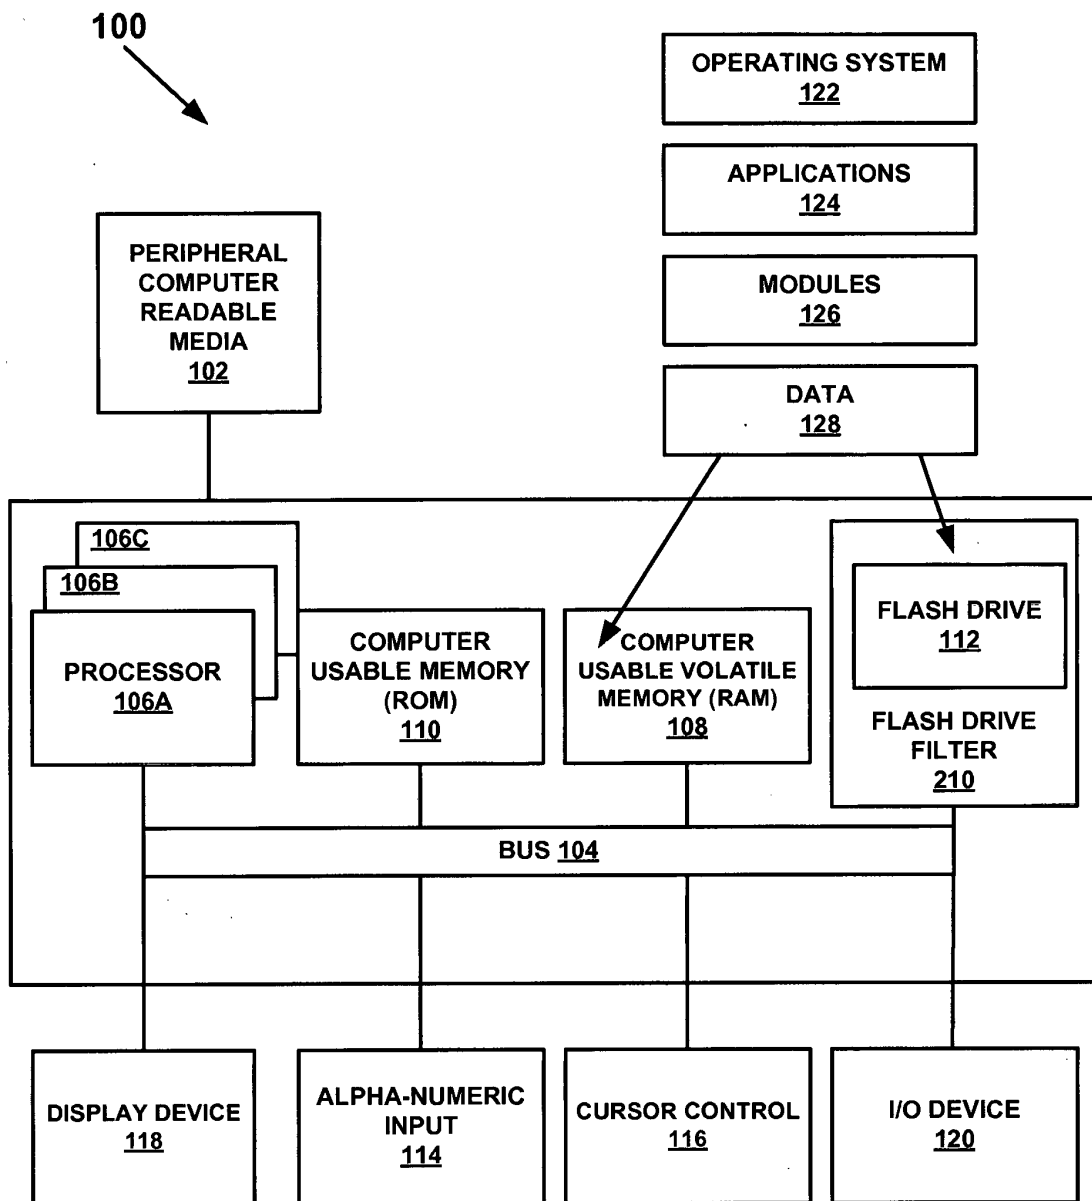 100
OPERATING SYSTEM
122
APPLICATIONS
124
MODULES
126
DATA
128
PERIPHERAL
COMPUTER
READABLE
MEDIA
102
106C
106B
PROCESSOR
106A
COMPUTER
USABLE MEMORY
(ROM)
110
COMPUTER
USABLE VOLATILE
MEMORY (RAM)
108
FLASH DRIVE
112
FLASH DRIVE
FILTER
210
BUS 104
DISPLAY DEVICE
118
ALPHA-NUMERIC
INPUT
114
CURSOR CONTROL
116
I/O DEVICE
120